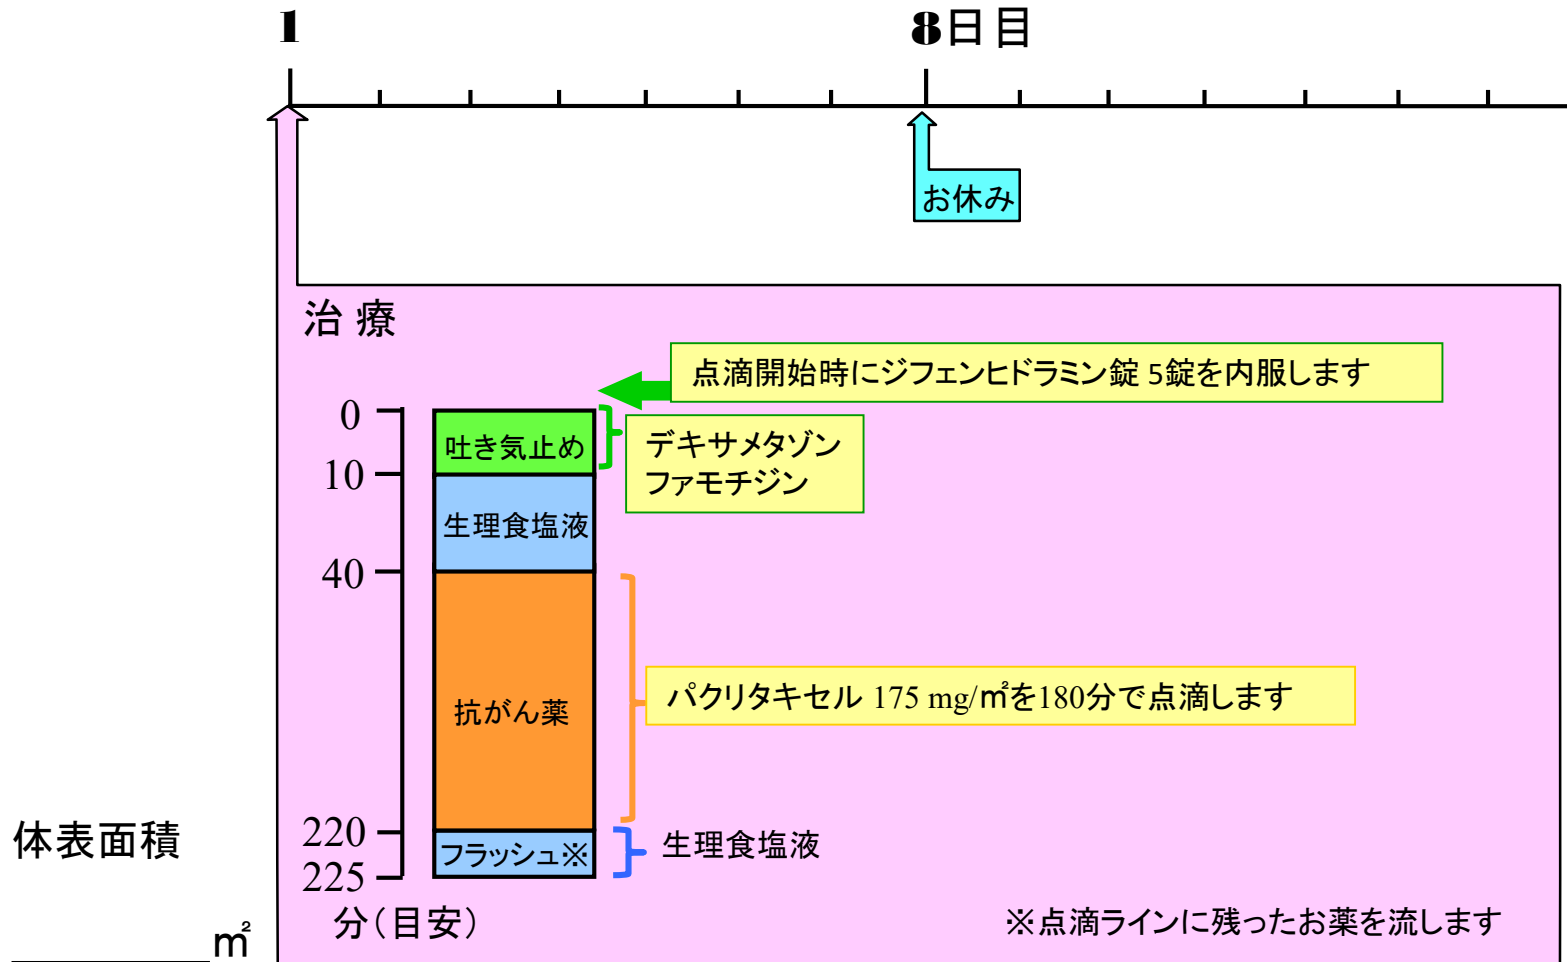 1
8日目
お休み
治 療
点滴開始時にジフェンヒドラミン錠 5錠を内服します
0
吐き気止め
デキサメタゾン
ファモチジン
10
生理食塩液
40
抗がん薬
パクリタキセル 175 mg/㎡を180分で点滴します
体表面積
㎡
220
フラッシュ※
生理食塩液
225
分(目安)
※点滴ラインに残ったお薬を流します